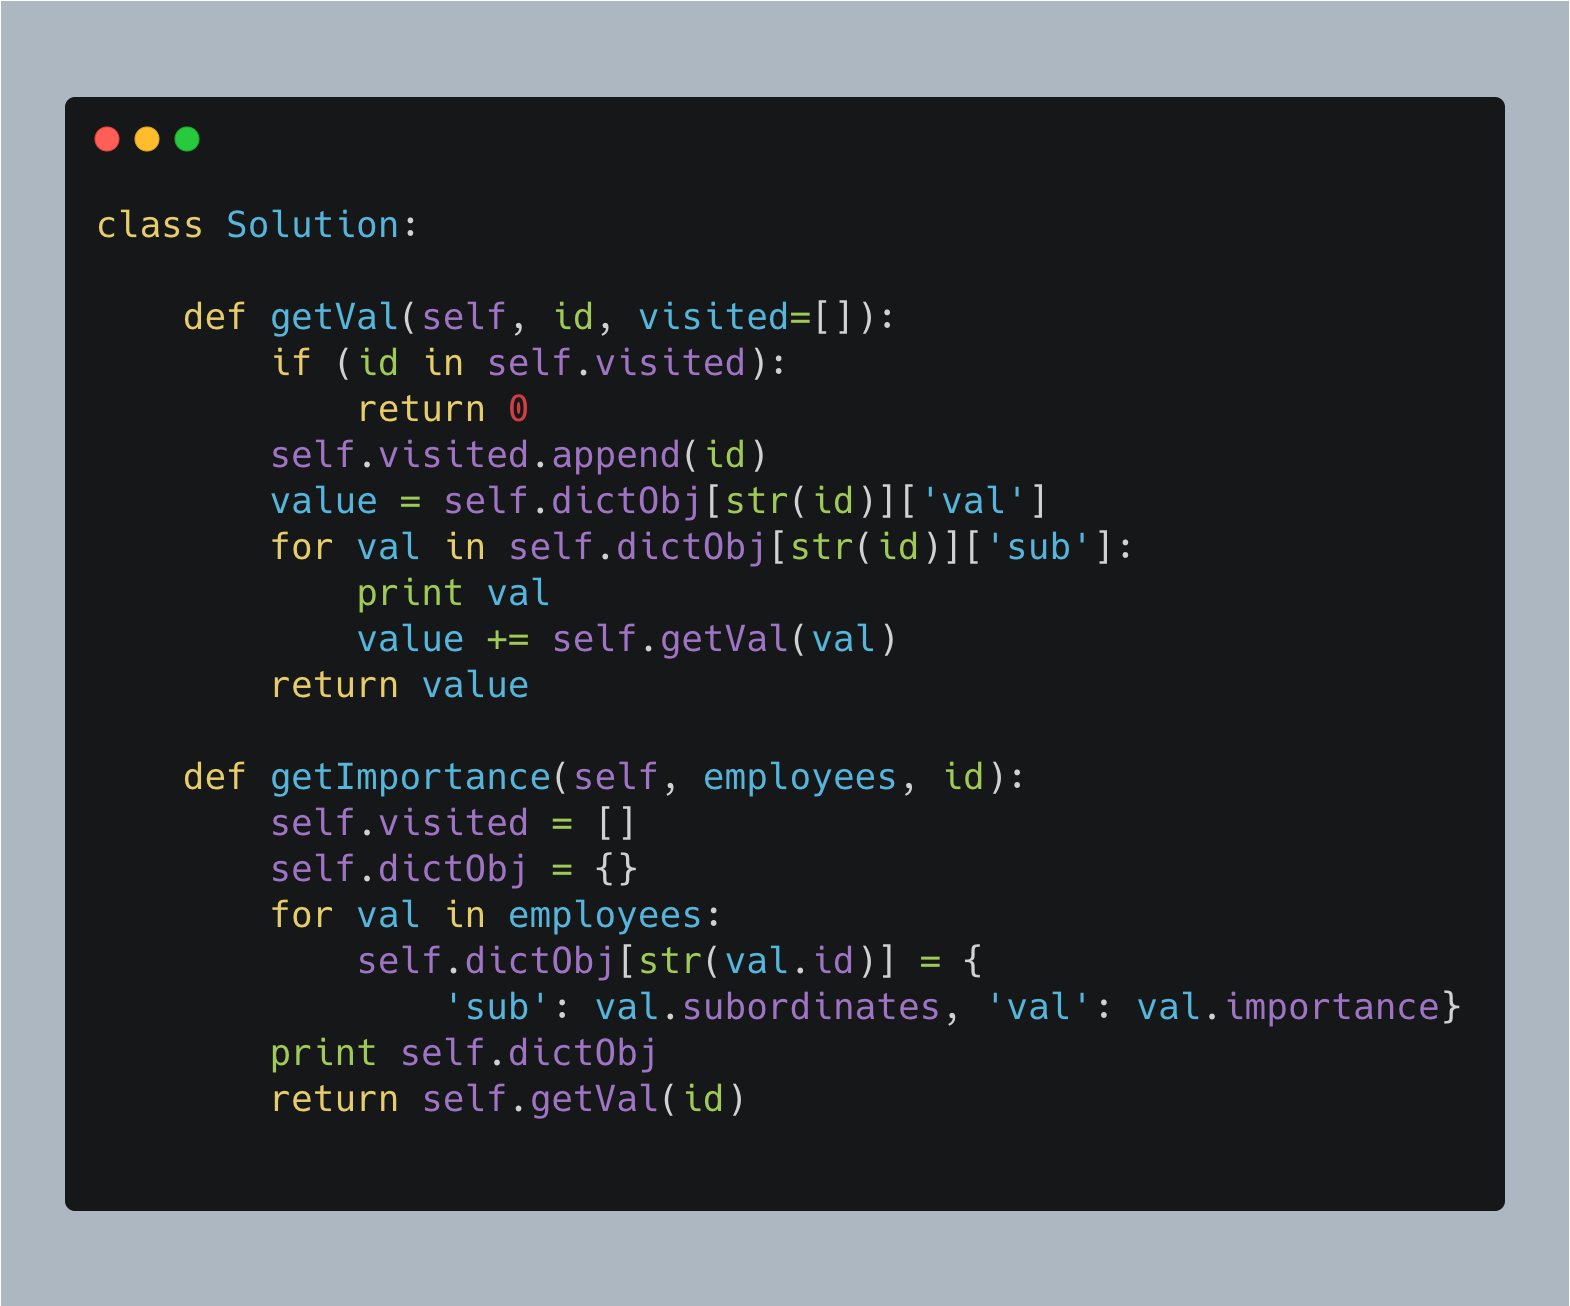 class Solution:

    def getVal(self, id, visited=[]):
        if (id in self.visited):
            return 0
        self.visited.append(id)
        value = self.dictObj[str(id)]['val']
        for val in self.dictObj[str(id)]['sub']:
            print val
            value += self.getVal(val)
        return value

    def getImportance(self, employees, id):
        self.visited = []
        self.dictObj = {}
        for val in employees:
            self.dictObj[str(val.id)] = {
                'sub': val.subordinates, 'val': val.importance}
        print self.dictObj
        return self.getVal(id)